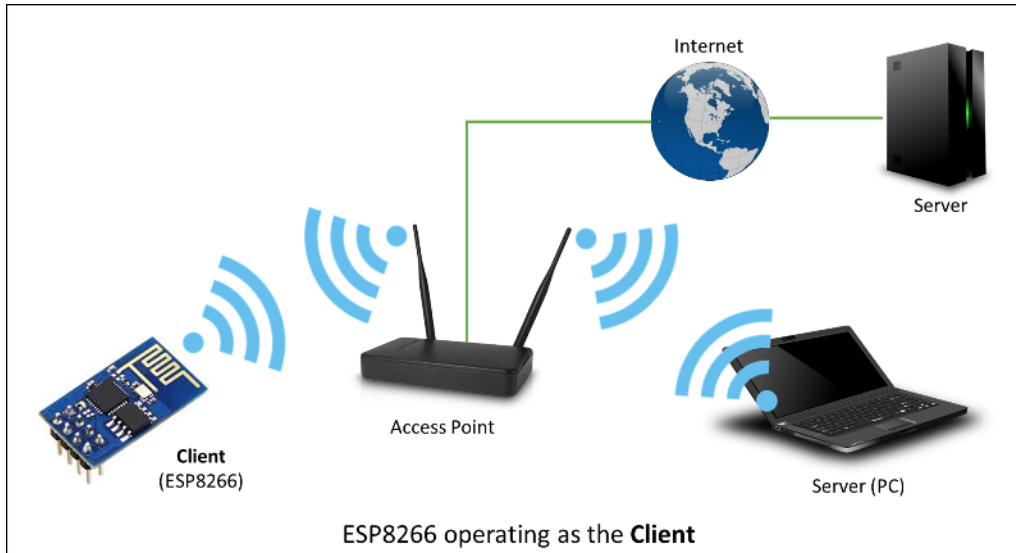 Internet
Server
Access Point
Client
(ESP8266)
Server (PC)
ESP8266 operating as the Client